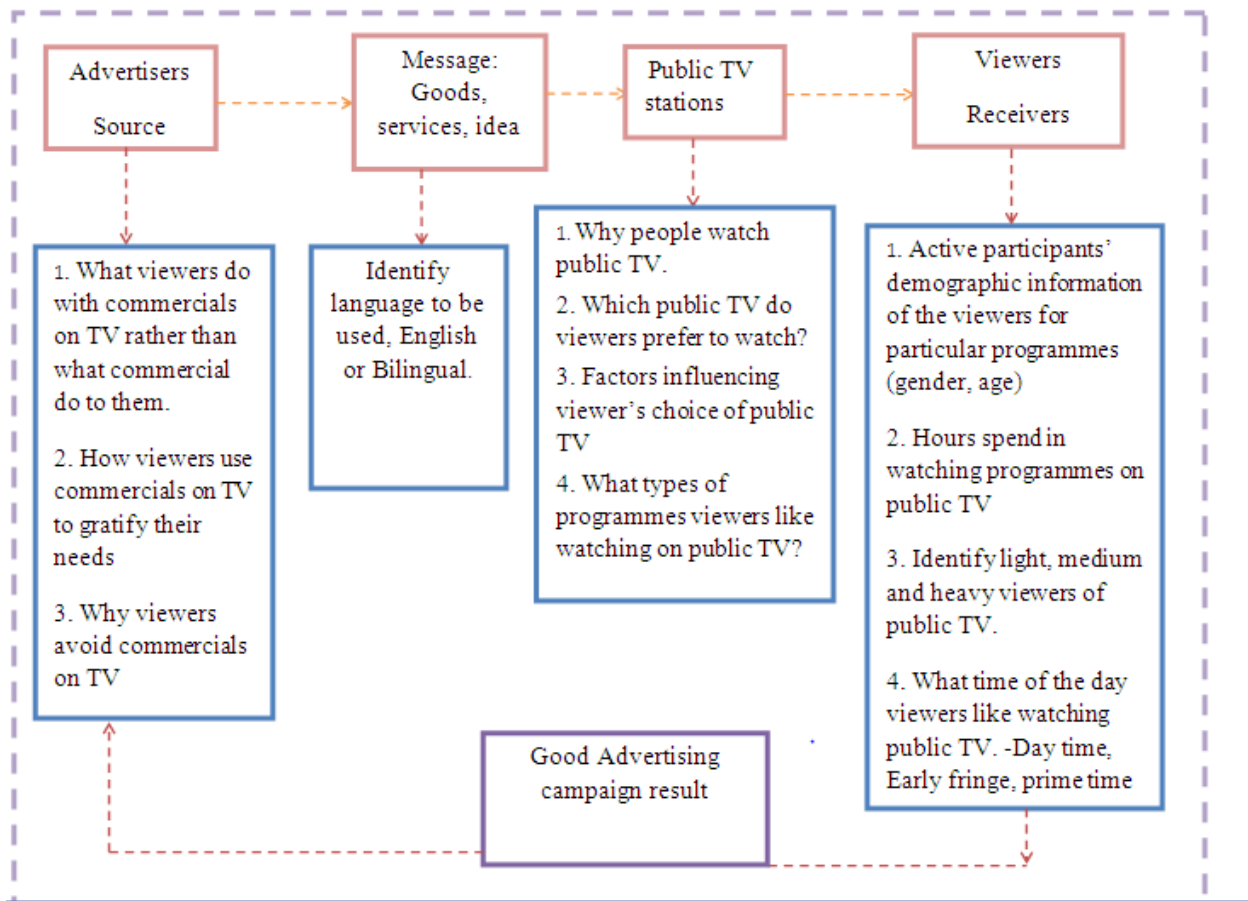 Advertisers
Source
Message:
Goods,
services, idea
Public TV
stations
Viewers
Receivers
1. What viewers do
with commercials
on TV rather than
what commercial
do to them.
2. How viewers use
commercials on TV
to gratify their
needs
3. Why viewers
avoid commercials
on TV
Identify
language to be
used, English
or Bilingual.
1. Why people watch
public TV.
2. Which public TV do
viewers prefer to watch?
3. Factors influencing
viewer’s choice of public
TV
4. What types of
programmes viewers like
watching on public TV?
1. Active participants’
demographic information
of the viewers for
particular programmes
(gender, age)
2. Hours spend in
watching programmes on
public TV
3. Identify light, medium
and heavy viewers of
public TV.
4. What time of the day
viewers like watching
public TV. -Day time,
Early fringe, prime time
Good Advertising
campaign result